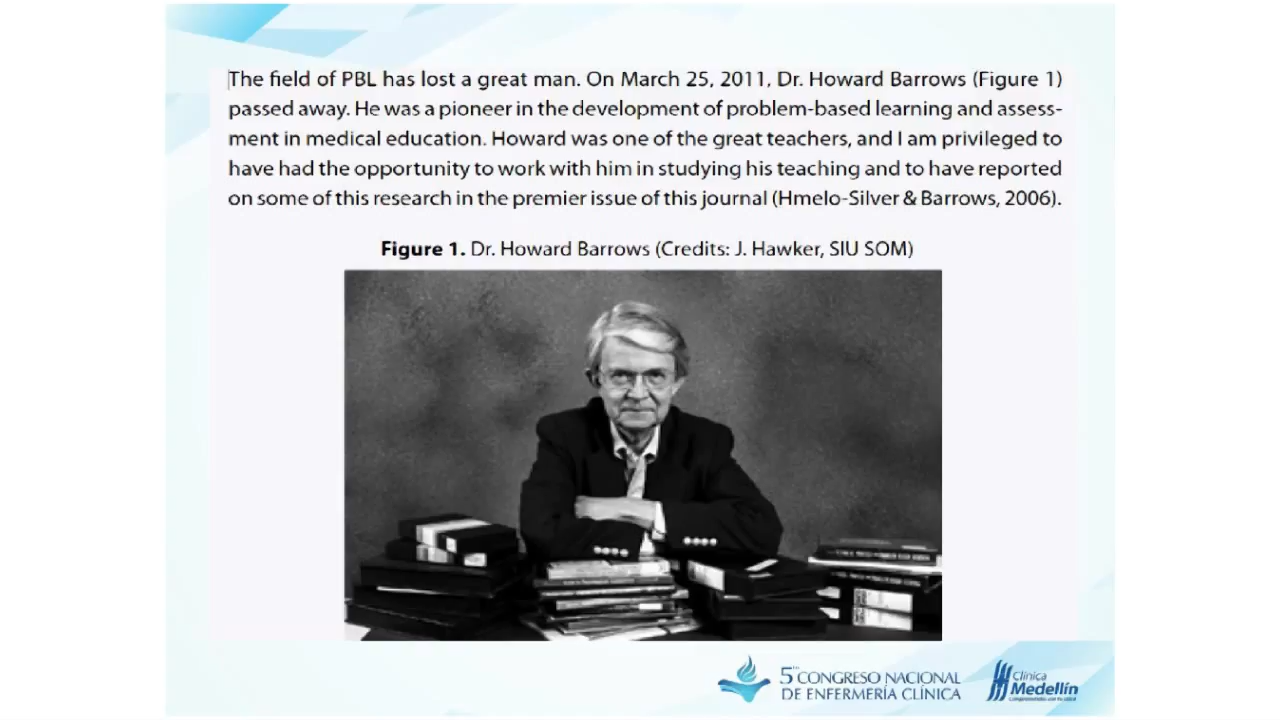 The field of PBL has lost a great man. On March 25, 2011, Dr. Howard Barrows (Figure 1)
passed away. He was a pioneer in the development of problem-based learning and assess-
ment in medical education. Howard was one of the great teachers, and I am privileged to
have had the opportunity to work with him in studying his teaching and to have reported
on some of this research in the premier issue of this journal (Hmelo-Silver & Barrows, 2006).
Figure 1. Dr. Howard Barrows (Credits: J. Hawker, SIU SOM)
5to CONGRESO NACIONAL
DE ENFERMERÍA CLÍNICA
Clínica
Medellín